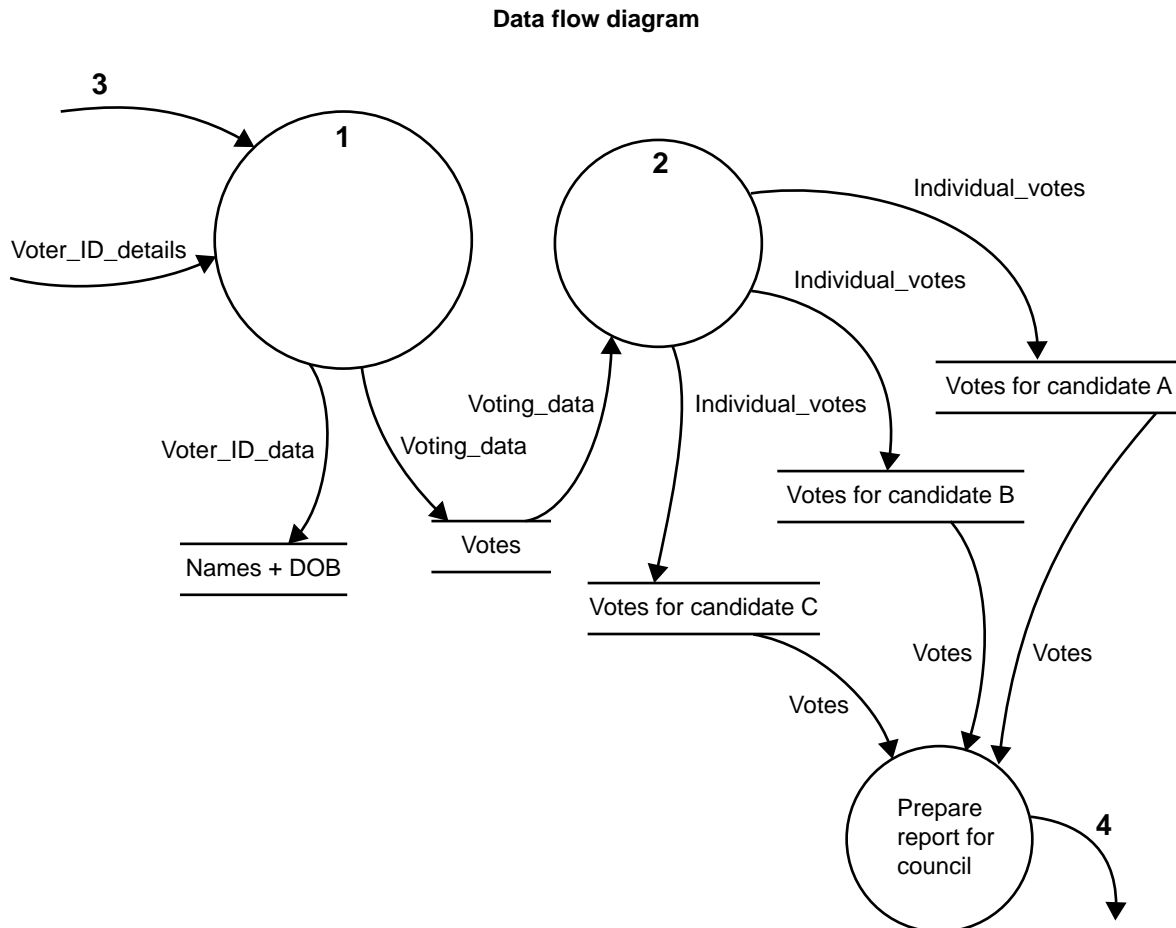 Data flow diagram
3
1
2
Individual_votes
Voter_ID_details
Individual_votes
Votes for candidate A
Voting_data
Individual_votes
Voter_ID_data
Voting_data
Votes for candidate B
Votes
Names + DOB
Votes for candidate C
Votes
Votes
Votes
Prepare
report for
council
4